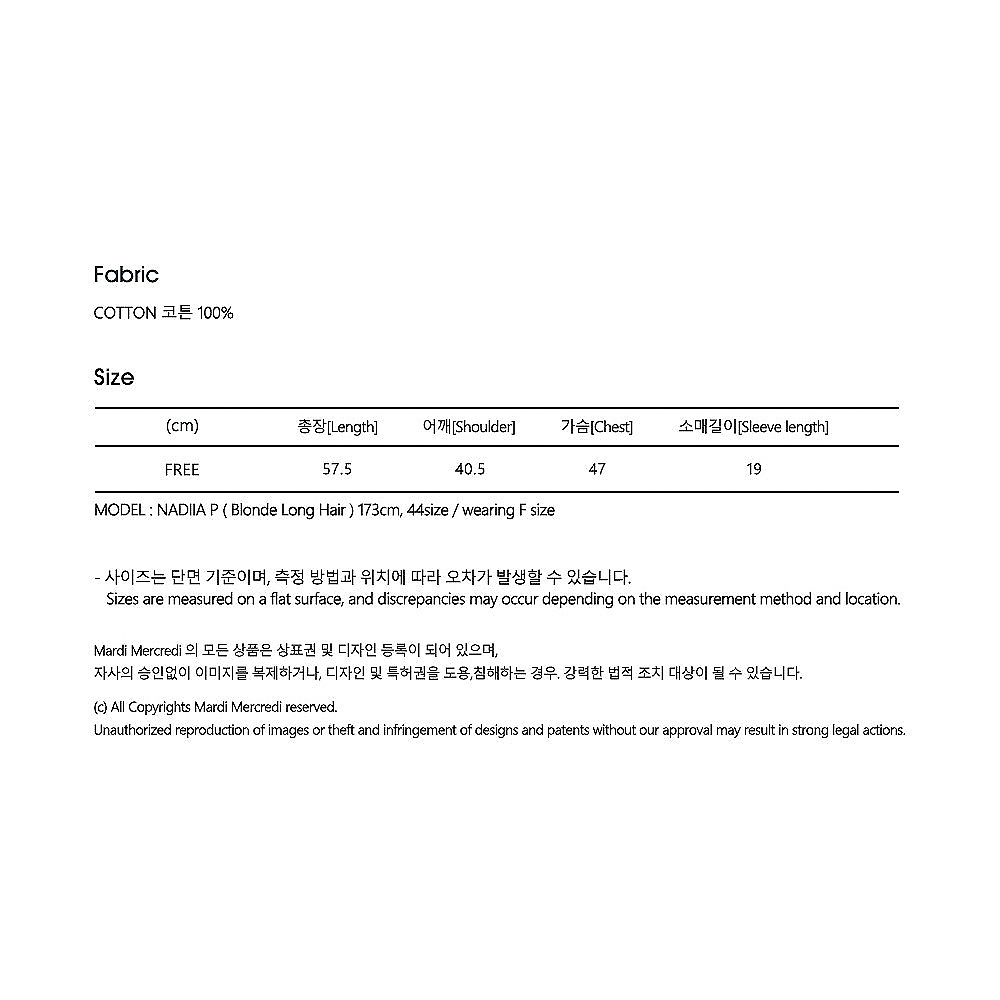 Fabric
COTTON 코튼 100%
Size
(cm) 총장[Length] 어깨[Shoulder] 가슴[Chest] 소매길이[Sleeve length]
FREE 57.5 40.5 47 19
MODEL : NADIIA P ( Blonde Long Hair ) 173cm, 44size / wearing F size
- 사이즈는 단면 기준이며, 측정 방법과 위치에 따라 오차가 발생할 수 있습니다.
Sizes are measured on a flat surface, and discrepancies may occur depending on the measurement method and location.
Mardi Mercredi 의 모든 상품은 상표권 및 디자인 등록이 되어 있으며,
자사의 승인없이 이미지를 복제하거나, 디자인 및 특허권을 도용,침해하는 경우. 강력한 법적 조치 대상이 될 수 있습니다.
(c) All Copyrights Mardi Mercredi reserved.
Unauthorized reproduction of images or theft and infringement of designs and patents without our approval may result in strong legal actions.